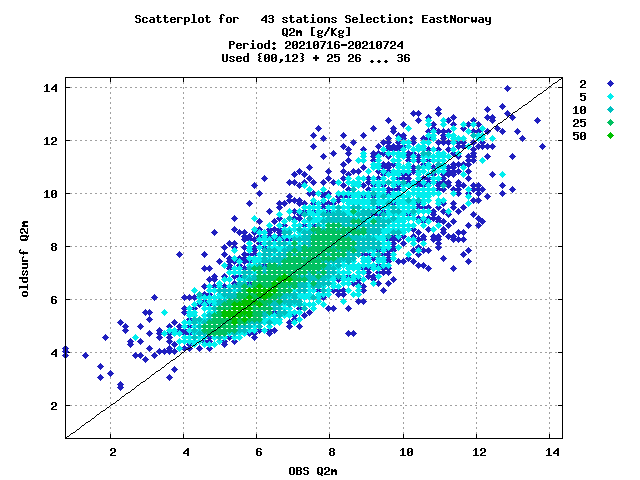 Scatterplot for   43 stations Selection: EastNorway
Q2m [g/Kg]
Period: 20210716-20210724
Used {00,12} + 25 26 ... 36
2
5
10
25
50
14
12
10
8
6
4
2
oldsurf Q2m
2 4 6 8 10 12 14
OBS Q2m